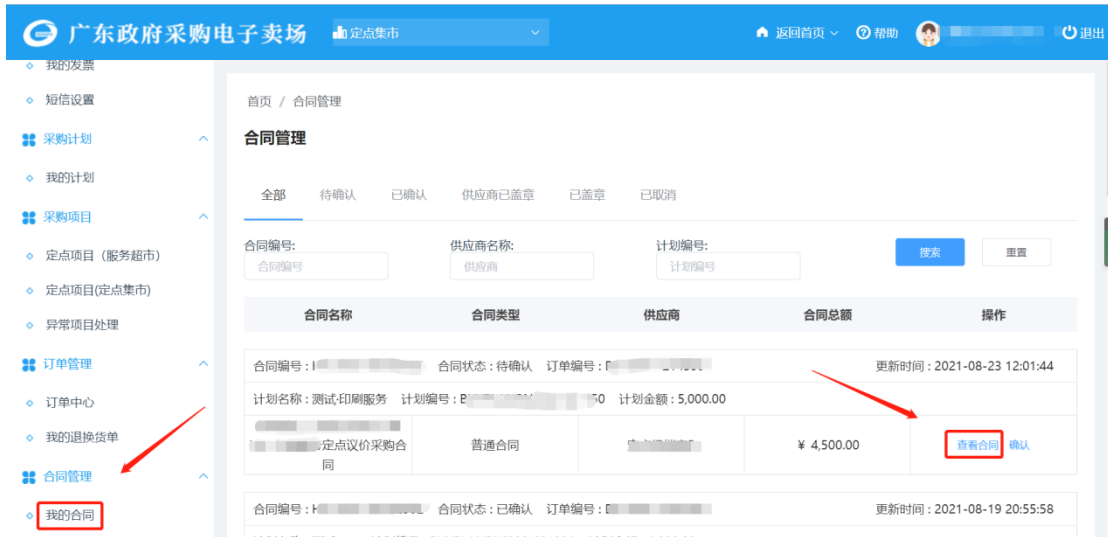 广东政府采购电子卖场
定点集市
返回首页
帮助
退出
我的发票
短信设置
采购计划
我的计划
采购项目
定点项目（服务超市）
定点项目(定点集市)
异常项目处理
订单管理
订单中心
我的退换货单
合同管理
我的合同
首页 / 合同管理
合同管理
全部 待确认 已确认 供应商已盖章 已盖章 已取消
合同编号: 供应商名称: 计划编号:
合同编号 供应商 计划编号 搜索 重置
合同名称 合同类型 供应商 合同总额 操作
合同编号 : 合同状态 : 待确认 订单编号 : 更新时间 : 2021-08-23 12:01:44
计划名称 : 测试-印刷服务 计划编号 : 50 计划金额 : 5,000.00
定点议价采购合
同
普通合同
¥ 4,500.00
查看合同 确认
合同编号 : 合同状态 : 已确认 订单编号 : 更新时间 : 2021-08-19 20:55:58